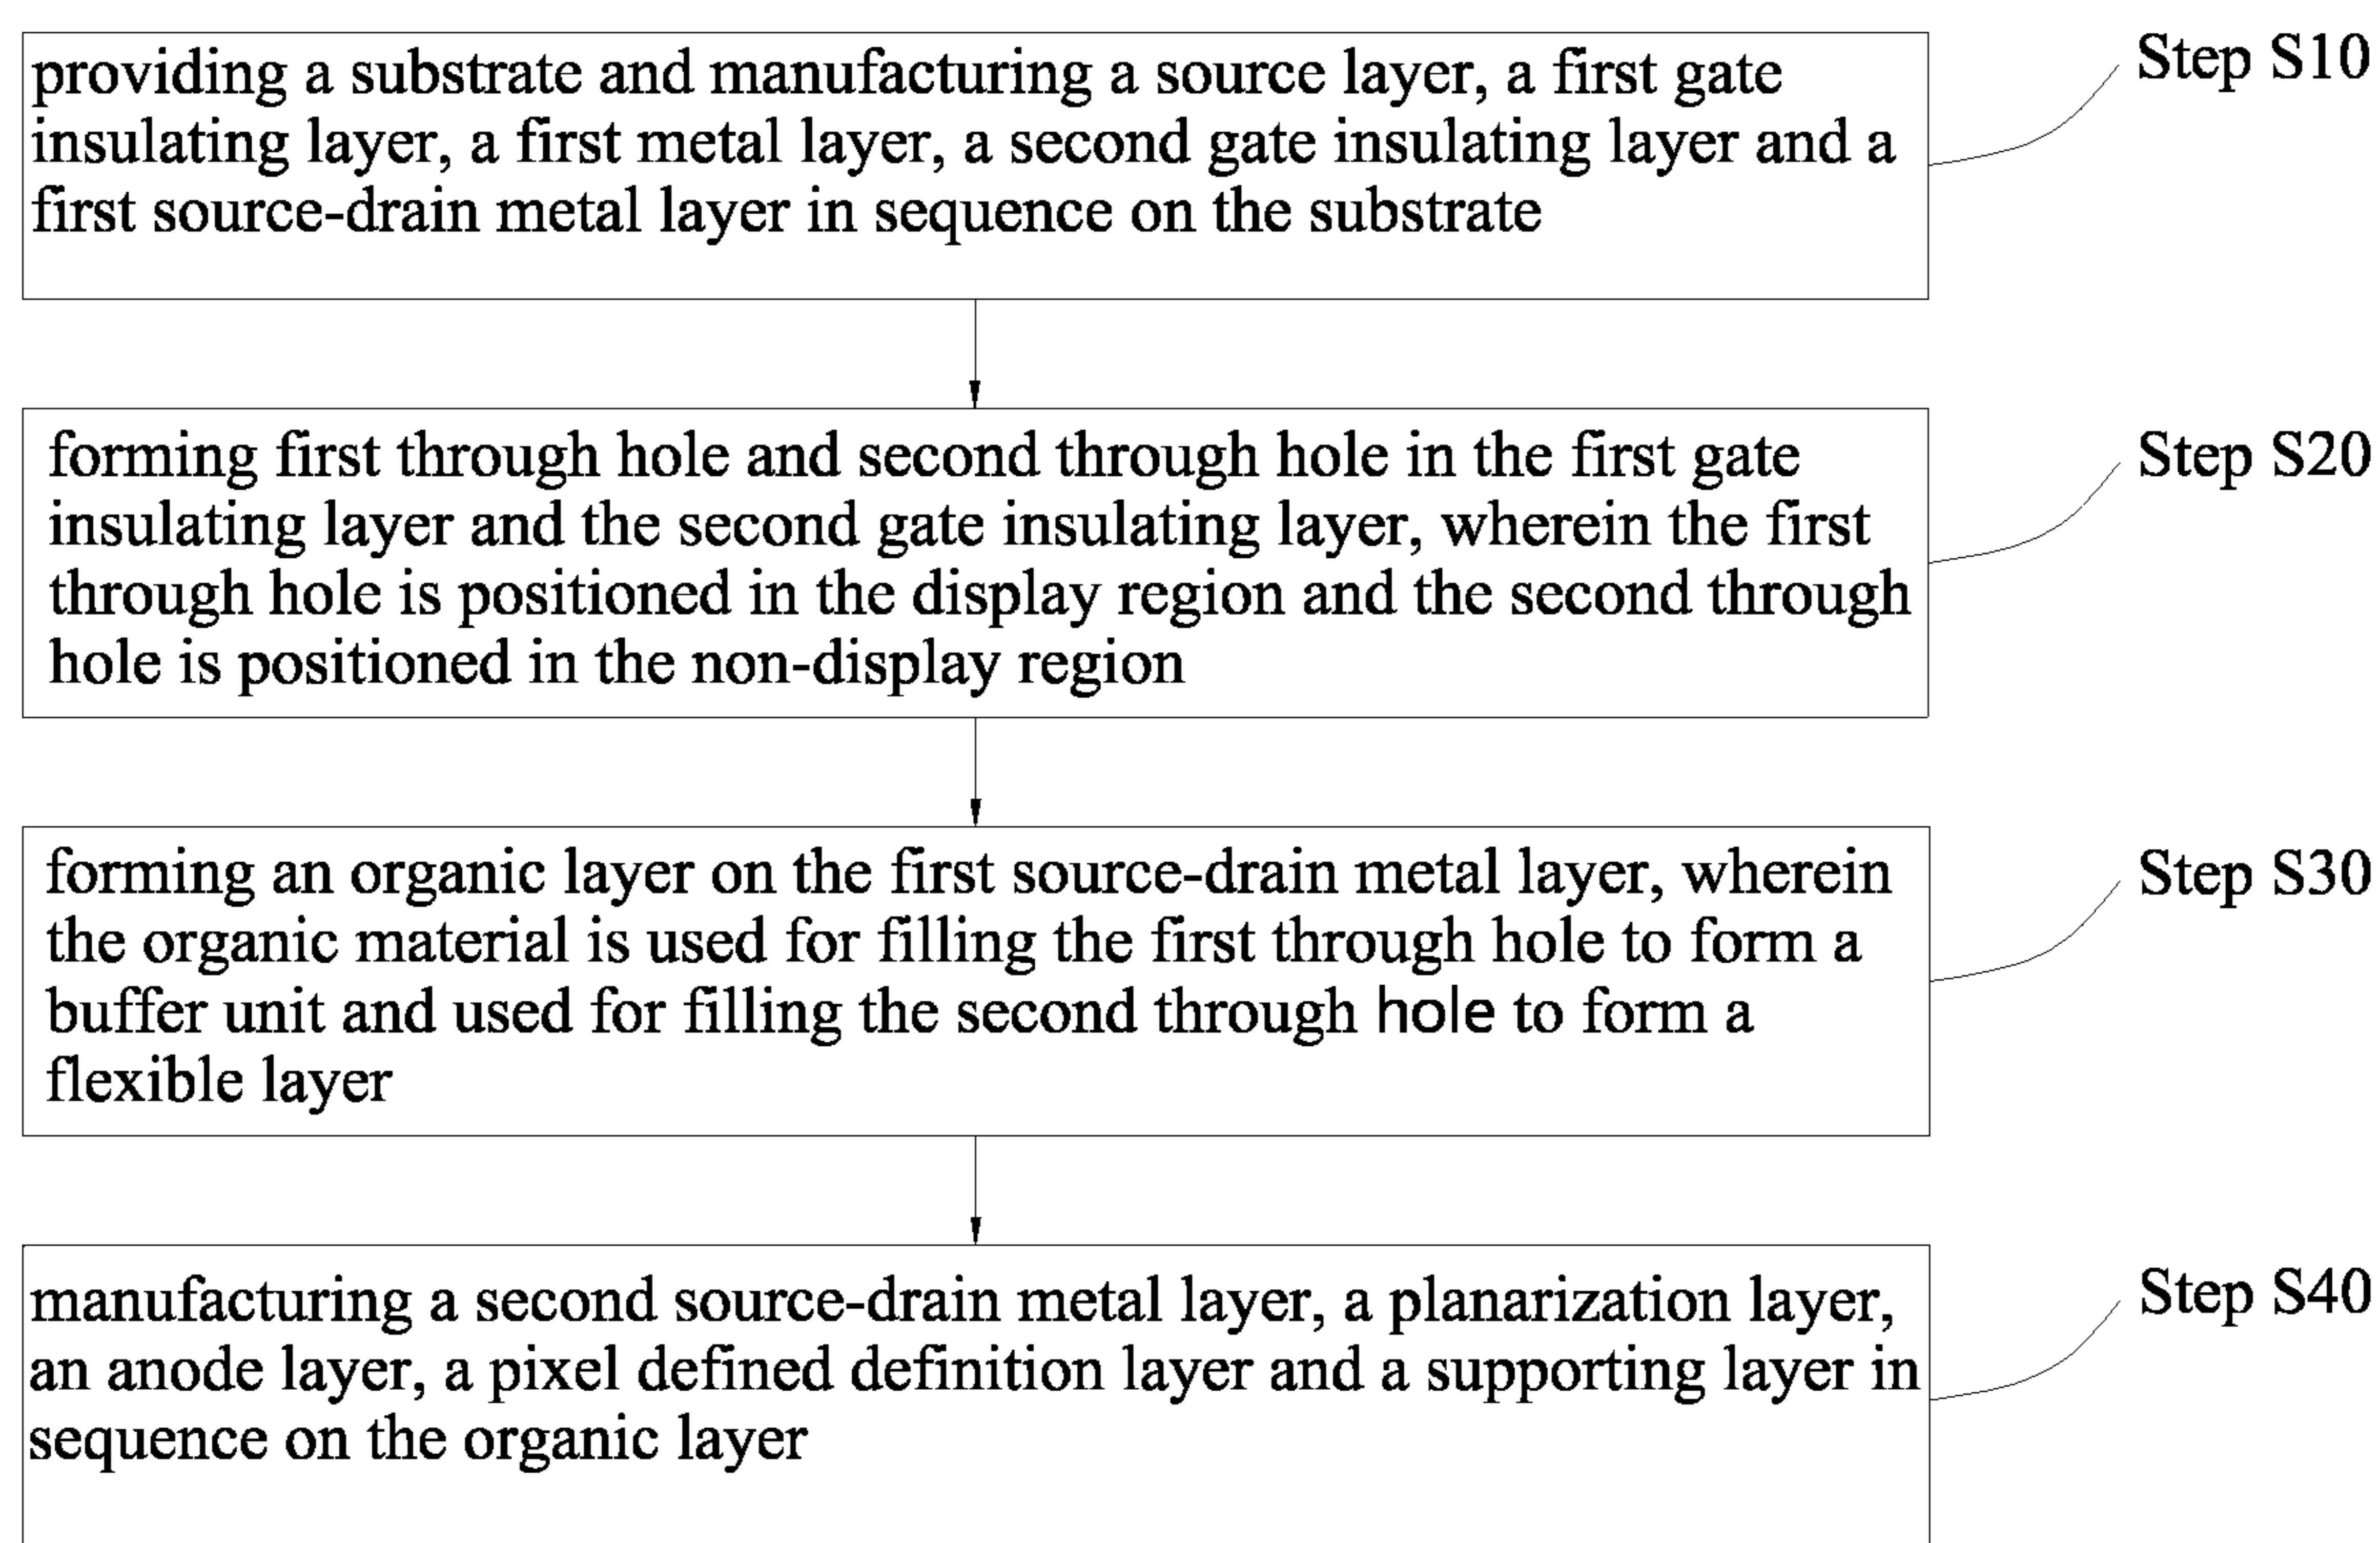 providing a substrate and manufacturing a source layer, a first gate
insulating layer, a first metal layer, a second gate insulating layer and a
first source-drain metal layer in sequence on the substrate
Step S10
forming first through hole and second through hole in the first gate
insulating layer and the second gate insulating layer, wherein the first
through hole is positioned in the display region and the second through
hole is positioned in the non-display region
Step S20
forming an organic layer on the first source-drain metal layer, wherein
the organic material is used for filling the first through hole to form a
buffer unit and used for filling the second through hole to form a
flexible layer
Step S30
manufacturing a second source-drain metal layer, a planarization layer,
an anode layer, a pixel defined definition layer and a supporting layer in
sequence on the organic layer
Step S40